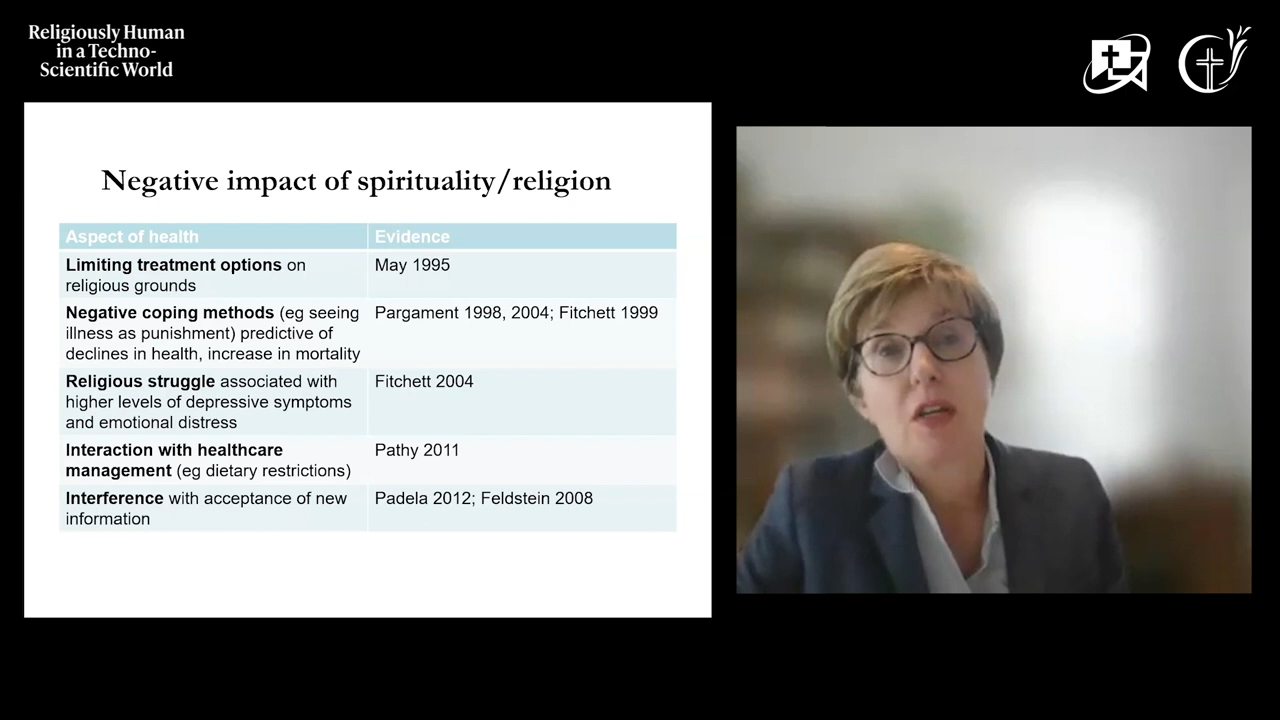 Religiously Human
in a Techno-
Scientific World
Negative impact of spirituality/religion
Aspect of health
Evidence
Limiting treatment options on
religious grounds
May 1995
Negative coping methods (eg seeing
illness as punishment) predictive of
declines in health, increase in mortality
Pargament 1998, 2004; Fitchett 1999
Religious struggle associated with
higher levels of depressive symptoms
and emotional distress
Fitchett 2004
Interaction with healthcare
management (eg dietary restrictions)
Pathy 2011
Interference with acceptance of new
information
Padela 2012; Feldstein 2008